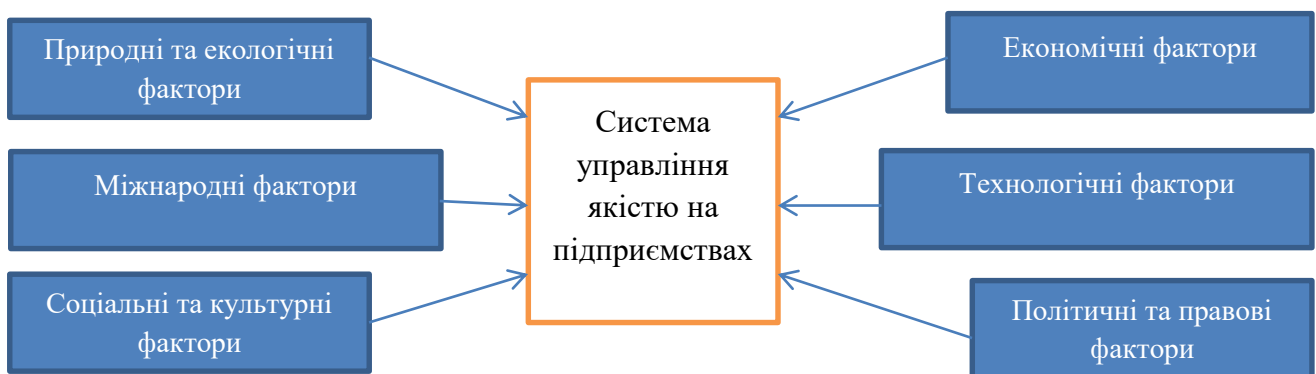 Природні та екологічні
фактори
Міжнародні фактори
Соціальні та культурні
фактори
Система
управління
якістю на
підприємствах
Економічні фактори
Технологічні фактори
Політичні та правові
фактори